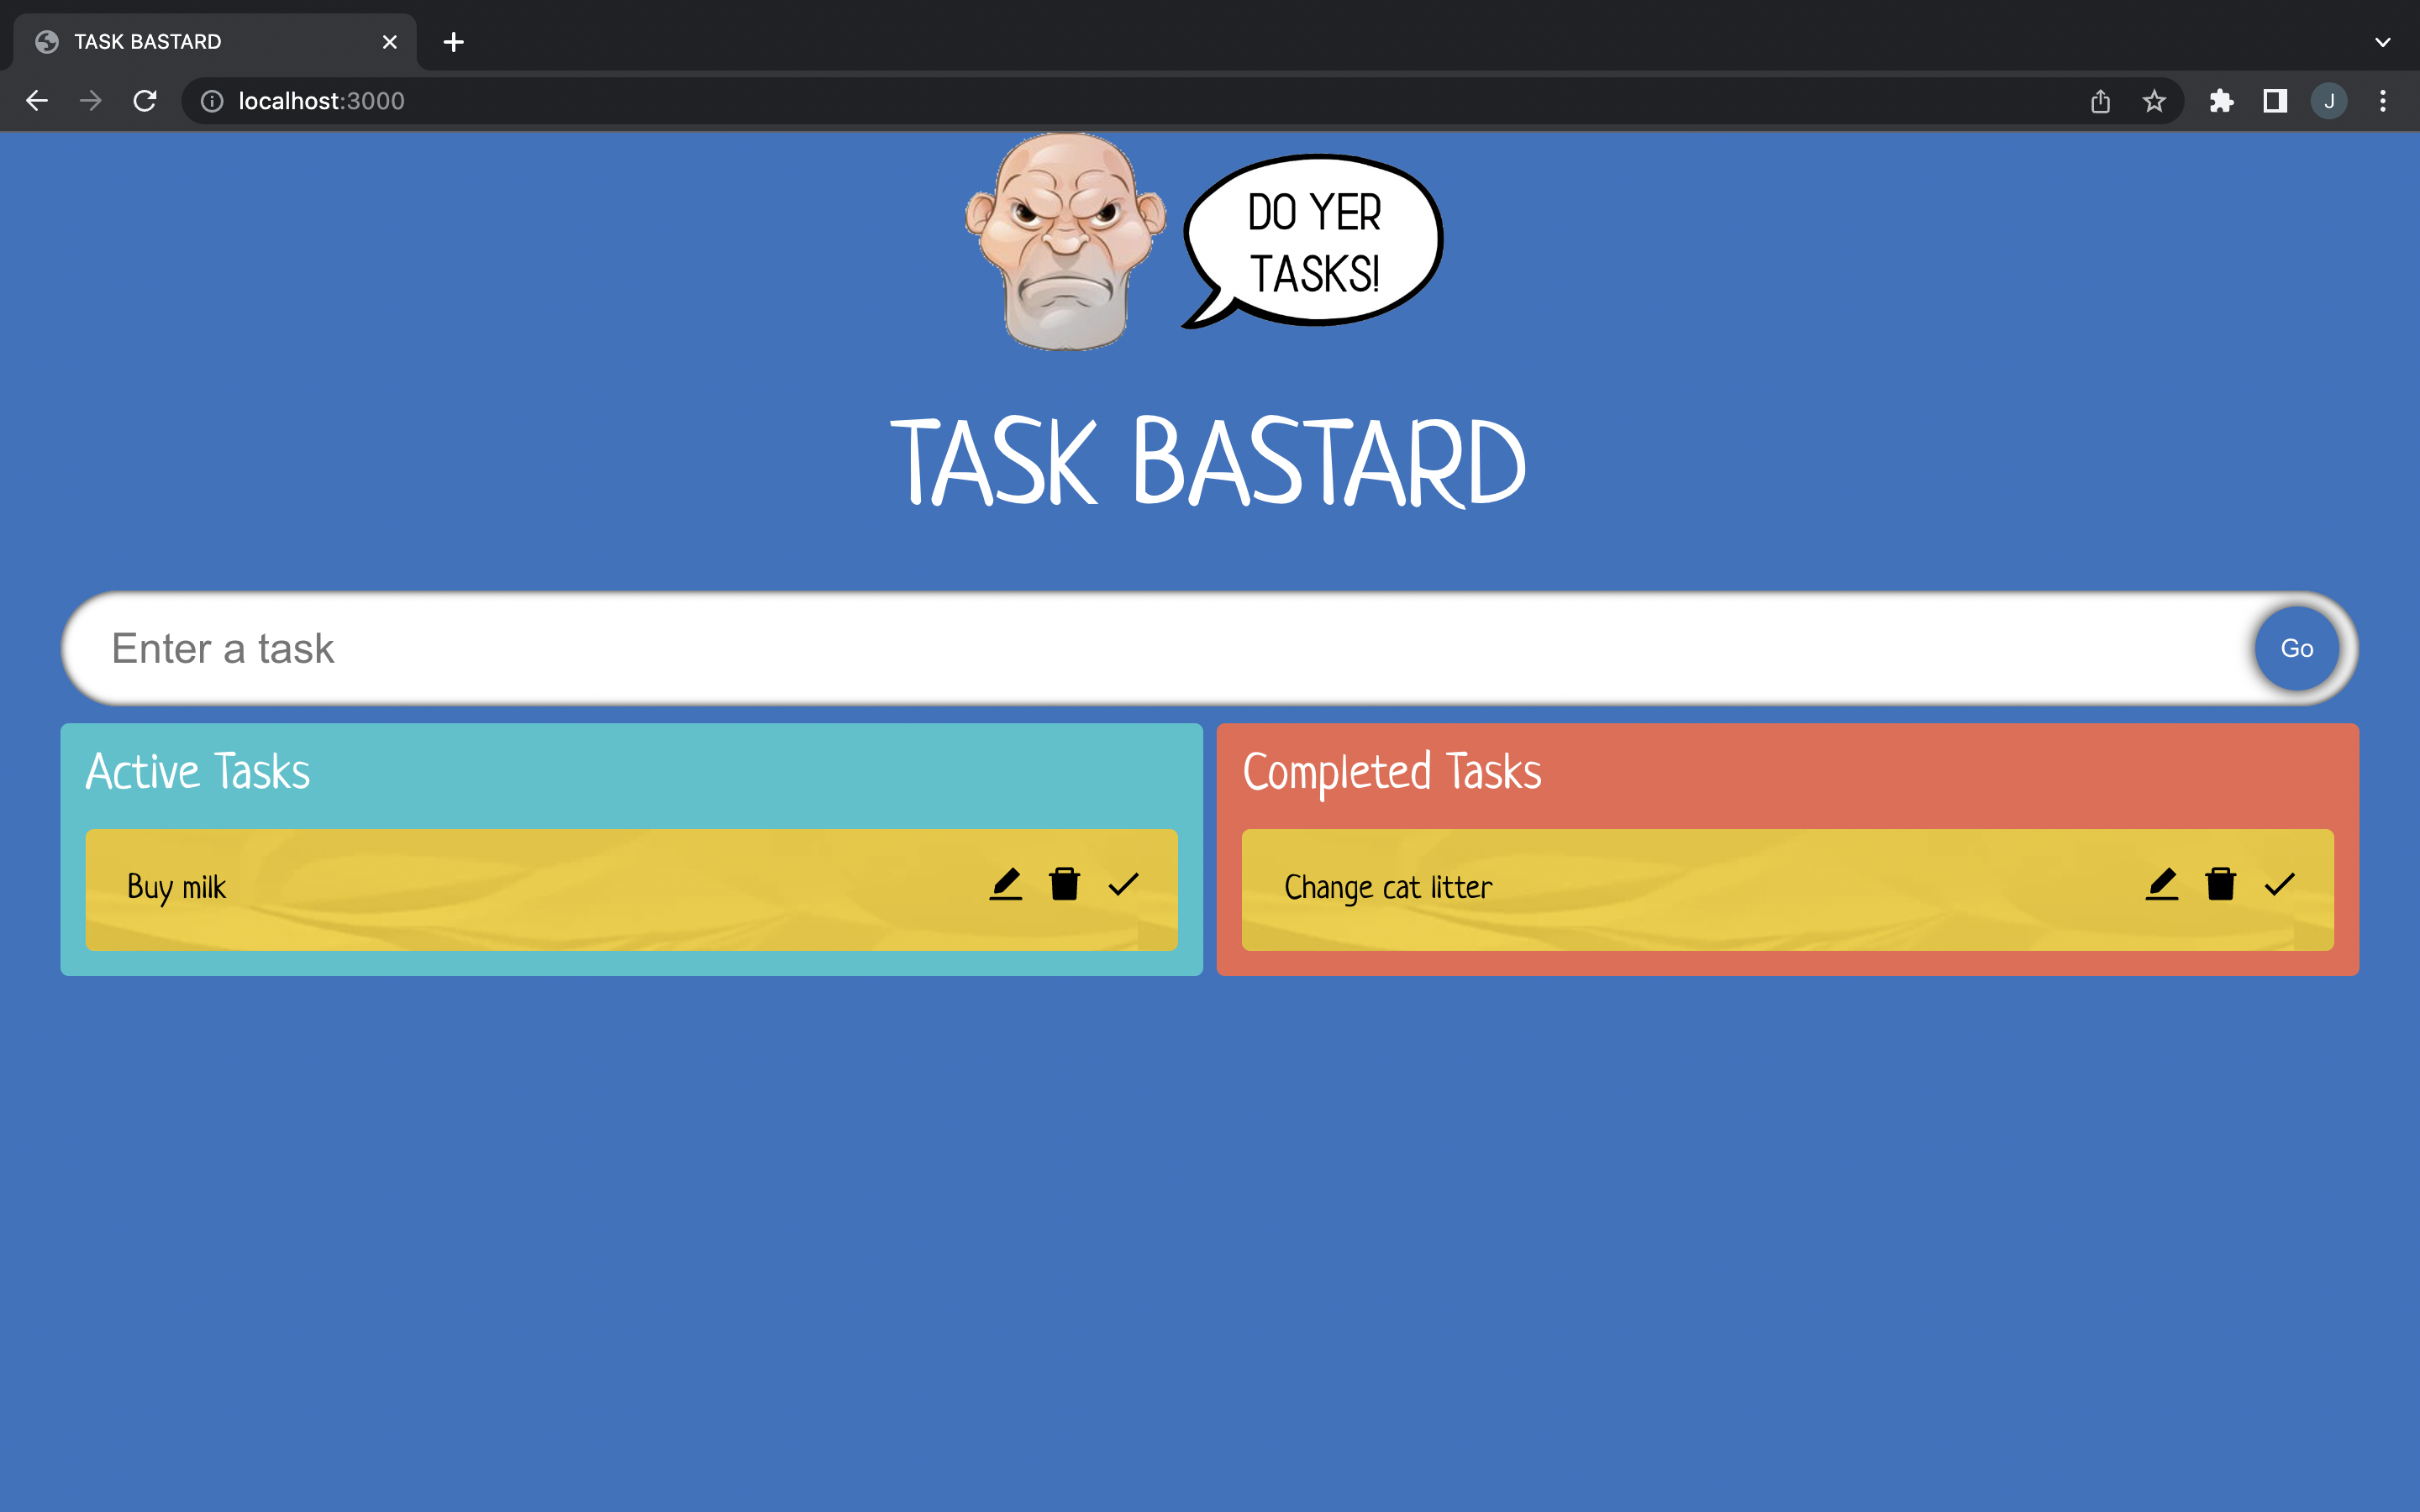 TASK BASTARD
localhost:3000
J
DO YER
TASKS!
TASK BASTARD
Enter a task
Go
Active Tasks
Completed Tasks
Buy milk
Change cat litter